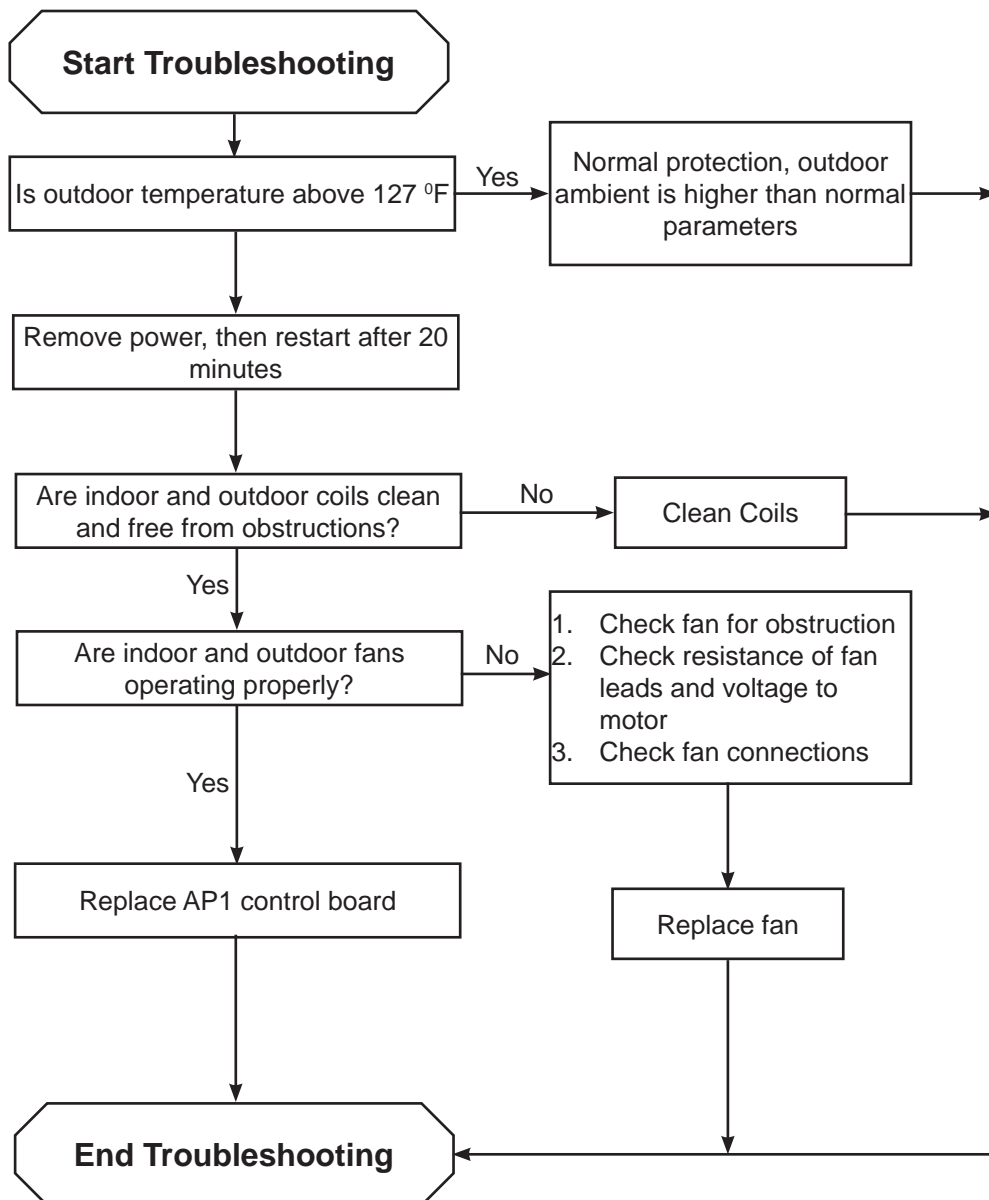 Start Troubleshooting
Is outdoor temperature above 127 ⁰F
Yes
Normal protection, outdoor
ambient is higher than normal
parameters
Remove power, then restart after 20
minutes
Are indoor and outdoor coils clean
and free from obstructions?
No
Clean Coils
Yes
Are indoor and outdoor fans
operating properly?
No
1. Check fan for obstruction
2. Check resistance of fan
leads and voltage to
motor
3. Check fan connections
Yes
Replace AP1 control board
Replace fan
End Troubleshooting